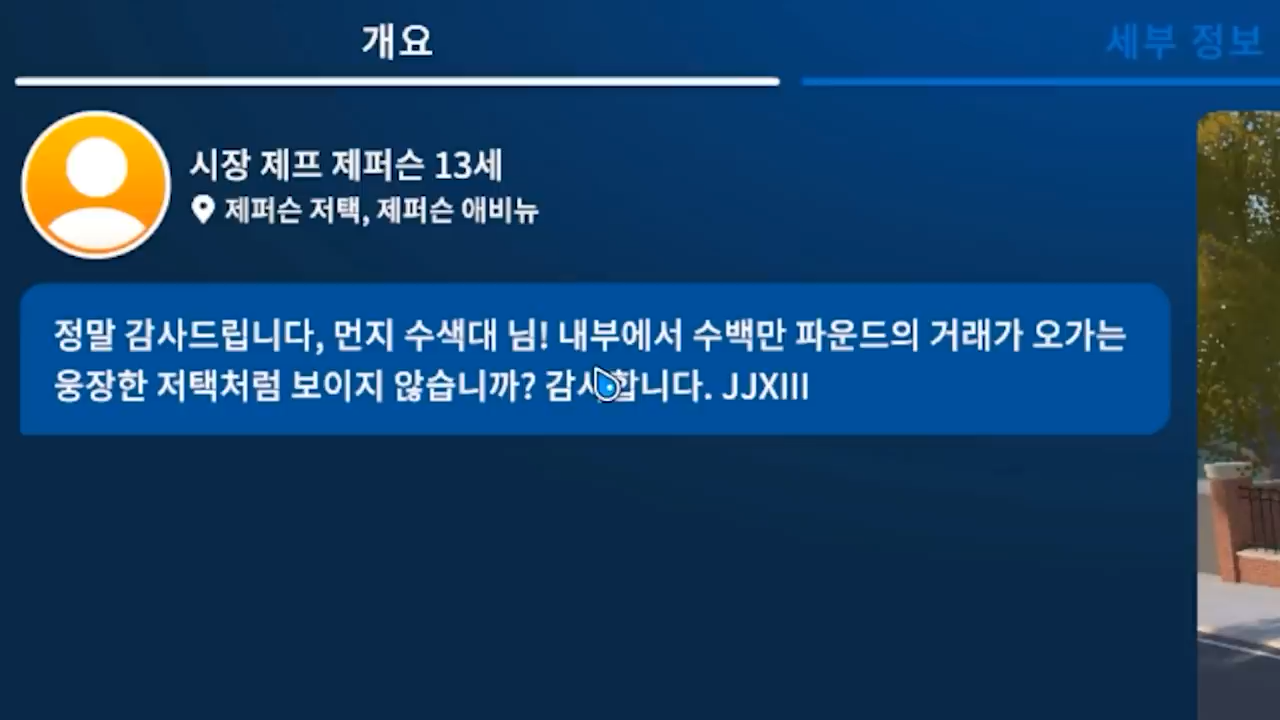 개요
세부 정보
시장 제프 제퍼슨 13세
제퍼슨 저택, 제퍼슨 애비뉴
정말 감사드립니다, 먼지 수색대 님! 내부에서 수백만 파운드의 거래가 오가는
웅장한 저택처럼 보이지 않습니까? 감사합니다. JJXIII